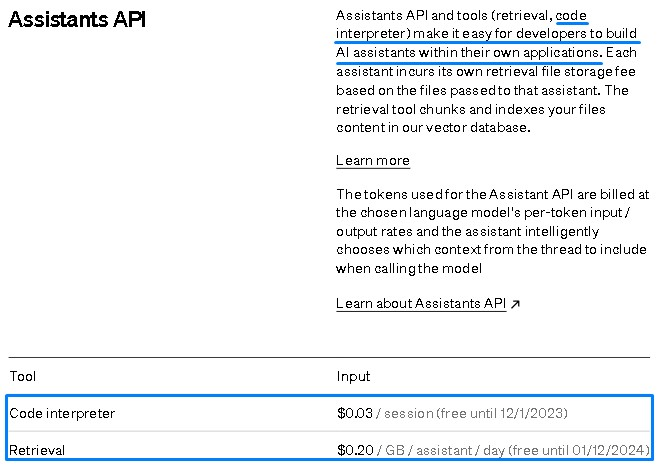 Assistants API
Assistants API and tools (retrieval, code
interpreter) make it easy for developers to build
AI assistants within their own applications. Each
assistant incurs its own retrieval file storage fee
based on the files passed to that assistant. The
retrieval tool chunks and indexes your files
content in our vector database.
Learn more
The tokens used for the Assistant API are billed at
the chosen language model's per-token input /
output rates and the assistant intelligently
chooses which context from the thread to include
when calling the model
Learn about Assistants API ↗
Tool Input
Code interpreter $0.03 / session (free until 12/1/2023)
Retrieval $0.20 / GB / assistant / day (free until 01/12/2024)